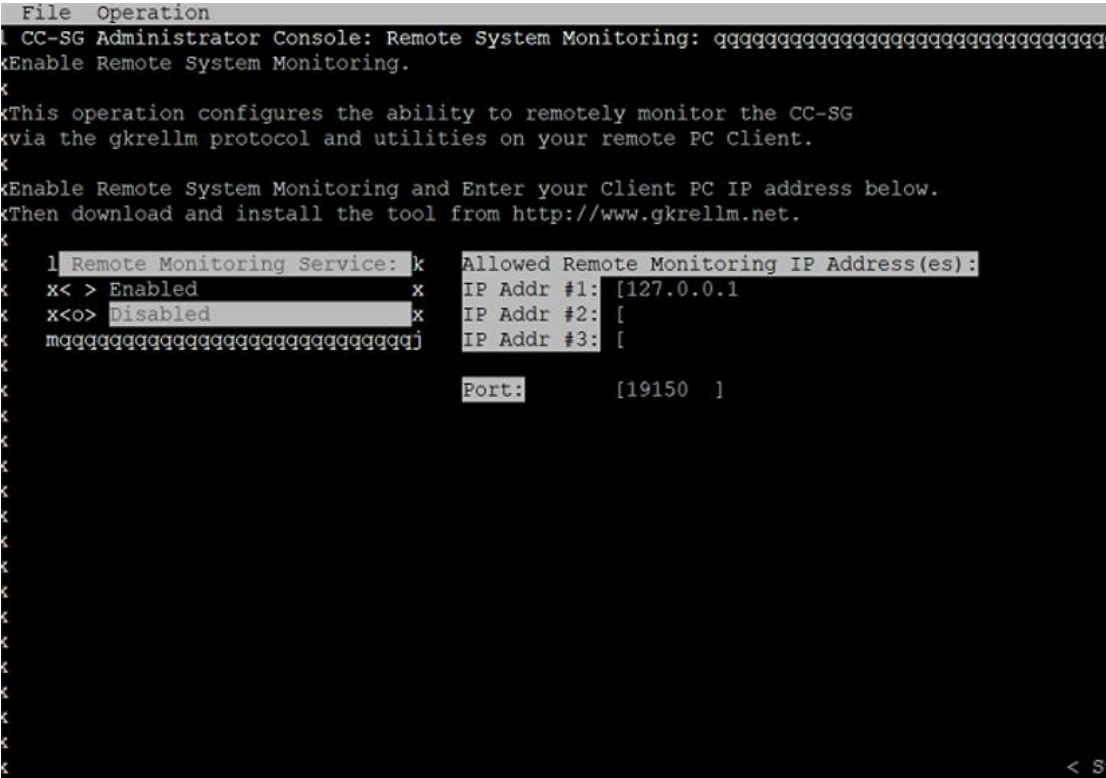 File Operation
l CC-SG Administrator Console: Remote System Monitoring: qqqqqqqqqqqqqqqqqqqqqqqqqqqqqqq
xEnable Remote System Monitoring.
x
xThis operation configures the ability to remotely monitor the CC-SG
xvia the gkrellm protocol and utilities on your remote PC Client.
x
xEnable Remote System Monitoring and Enter your Client PC IP address below.
xThen download and install the tool from http://www.gkrellm.net.
x
x l Remote Monitoring Service: k Allowed Remote Monitoring IP Address(es):
x x< > Enabled x IP Addr #1: [127.0.0.1
x x<o> Disabled x IP Addr #2: [
x mqqqqqqqqqqqqqqqqqqqqqqqqqqqqj IP Addr #3: [
x
x Port: [19150 ]
x
x
x
x
x
x
x
x
x
x
x
x
x
x
x < S